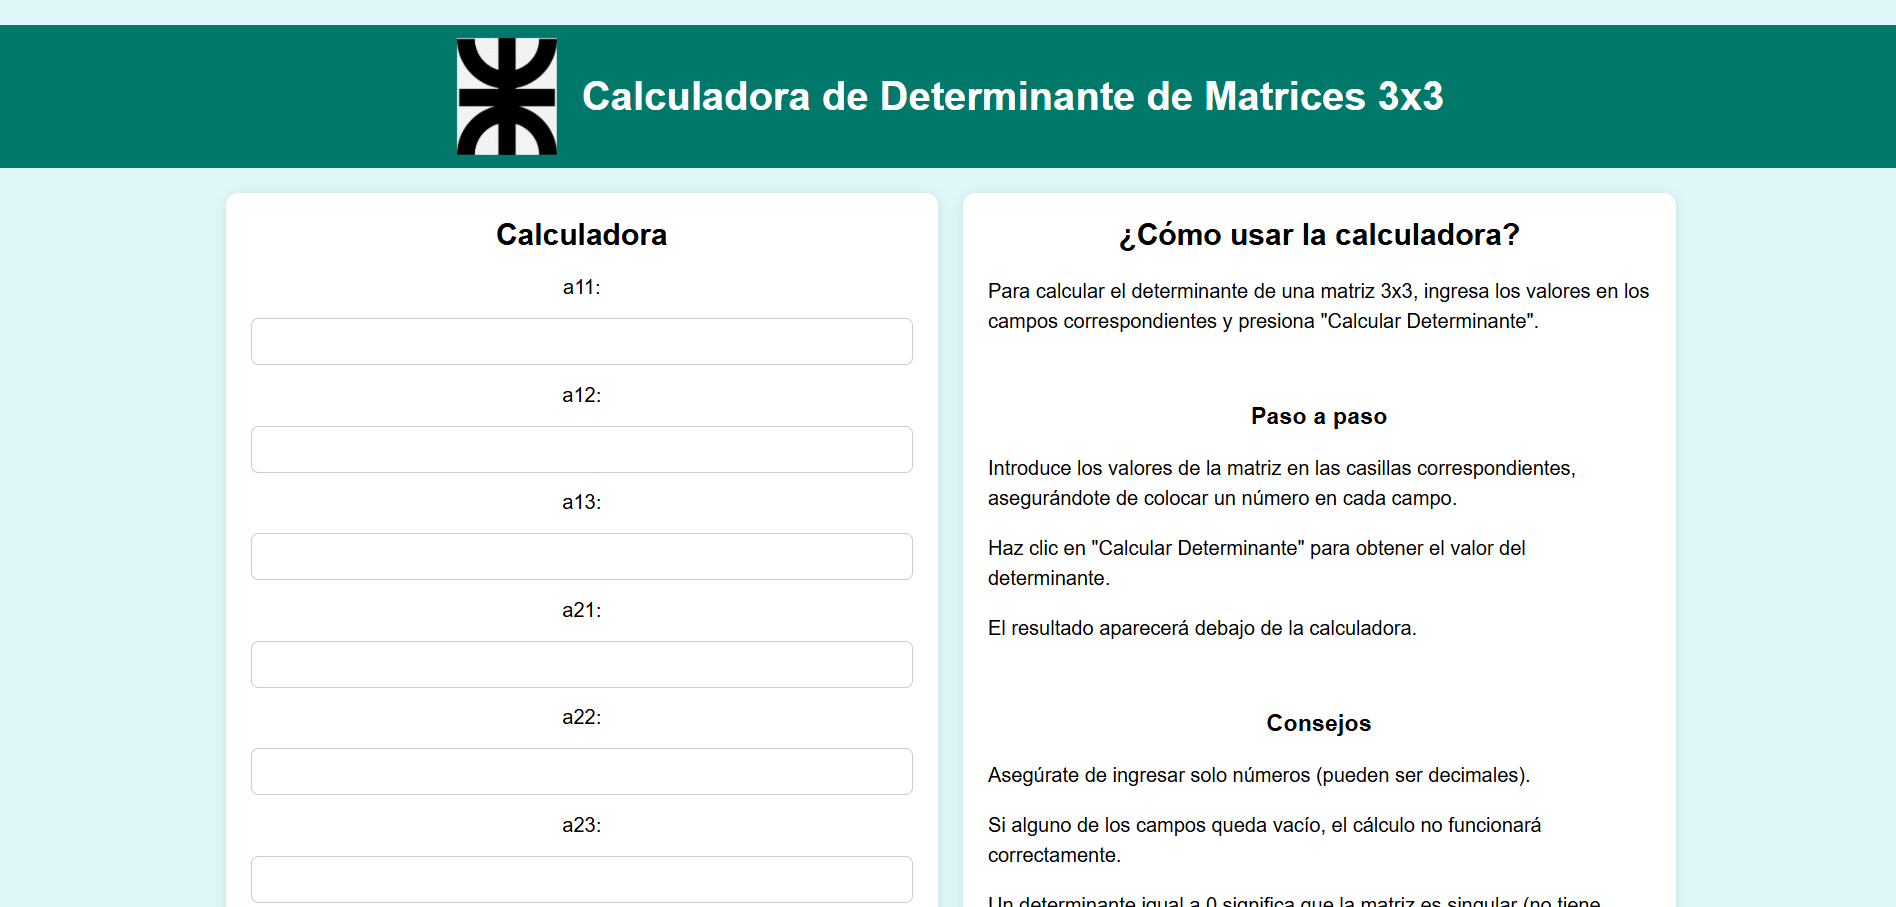 Calculadora de Determinante de Matrices 3x3
Calculadora
a11:
a12:
a13:
a21:
a22:
a23:
¿Cómo usar la calculadora?
Para calcular el determinante de una matriz 3x3, ingresa los valores en los
campos correspondientes y presiona "Calcular Determinante".
Paso a paso
Introduce los valores de la matriz en las casillas correspondientes,
asegurándote de colocar un número en cada campo.
Haz clic en "Calcular Determinante" para obtener el valor del
determinante.
El resultado aparecerá debajo de la calculadora.
Consejos
Asegúrate de ingresar solo números (pueden ser decimales).
Si alguno de los campos queda vacío, el cálculo no funcionará
correctamente.
Un determinante igual a 0 significa que la matriz es singular (no tiene